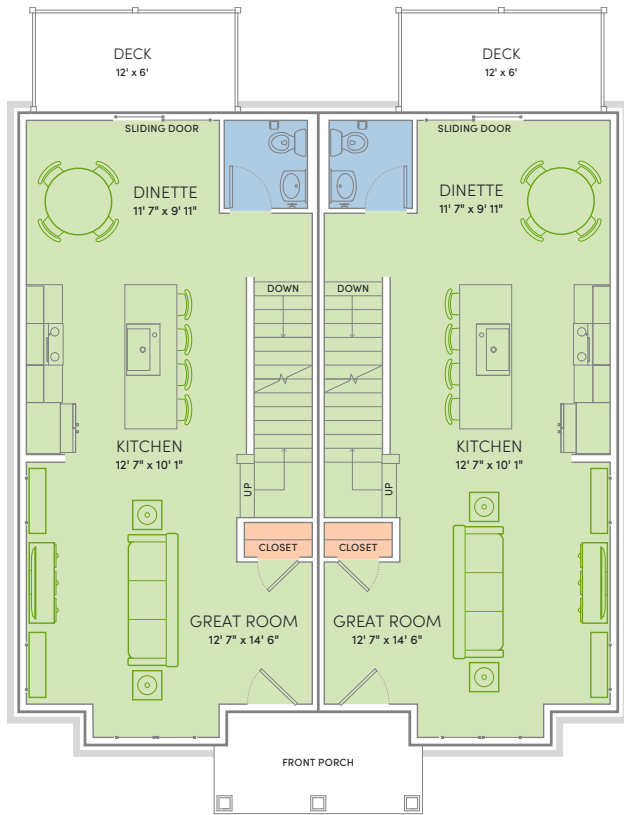 DECK
12' x 6'
DECK
12' x 6'
SLIDING DOOR
SLIDING DOOR
DINETTE
11' 7" x 9' 11"
DINETTE
11' 7" x 9' 11"
DOWN
DOWN
KITCHEN
12' 7" x 10' 1"
KITCHEN
12' 7" x 10' 1"
UP
UP
CLOSET
CLOSET
GREAT ROOM
12' 7" x 14' 6"
GREAT ROOM
12' 7" x 14' 6"
FRONT PORCH